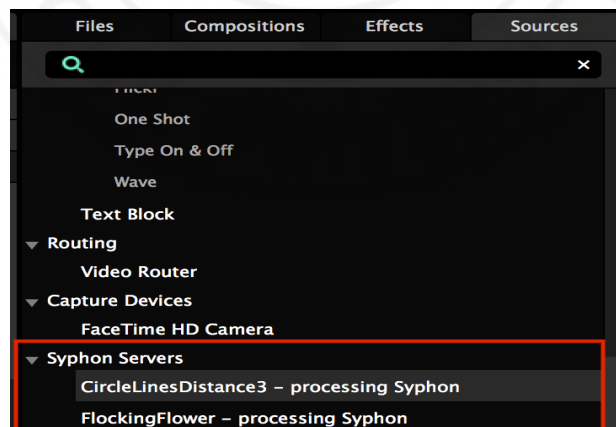 Files Compositions Effects Sources
One Shot
Type On & Off
Wave
Text Block
Routing
Video Router
Capture Devices
FaceTime HD Camera
Syphon Servers
CircleLinesDistance3 – processing Syphon
FlockingFlower – processing Syphon